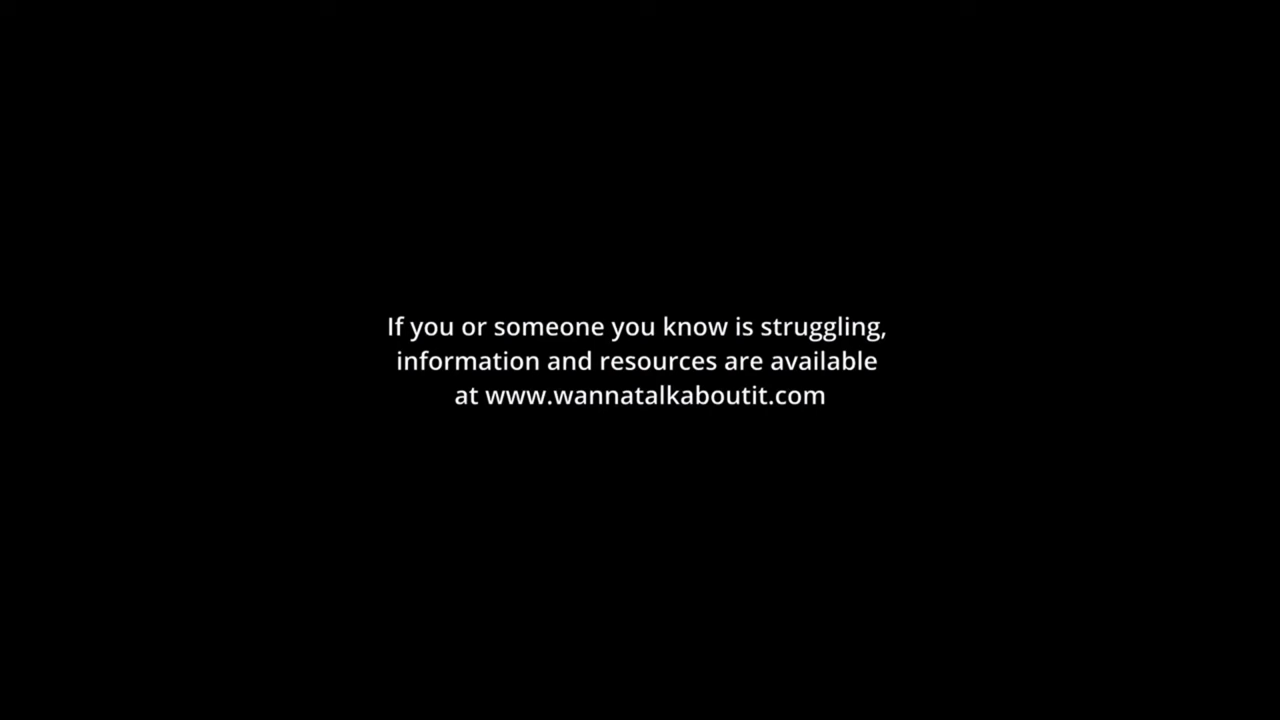 If you or someone you know is struggling,
information and resources are available
at www.wannatalkaboutit.com